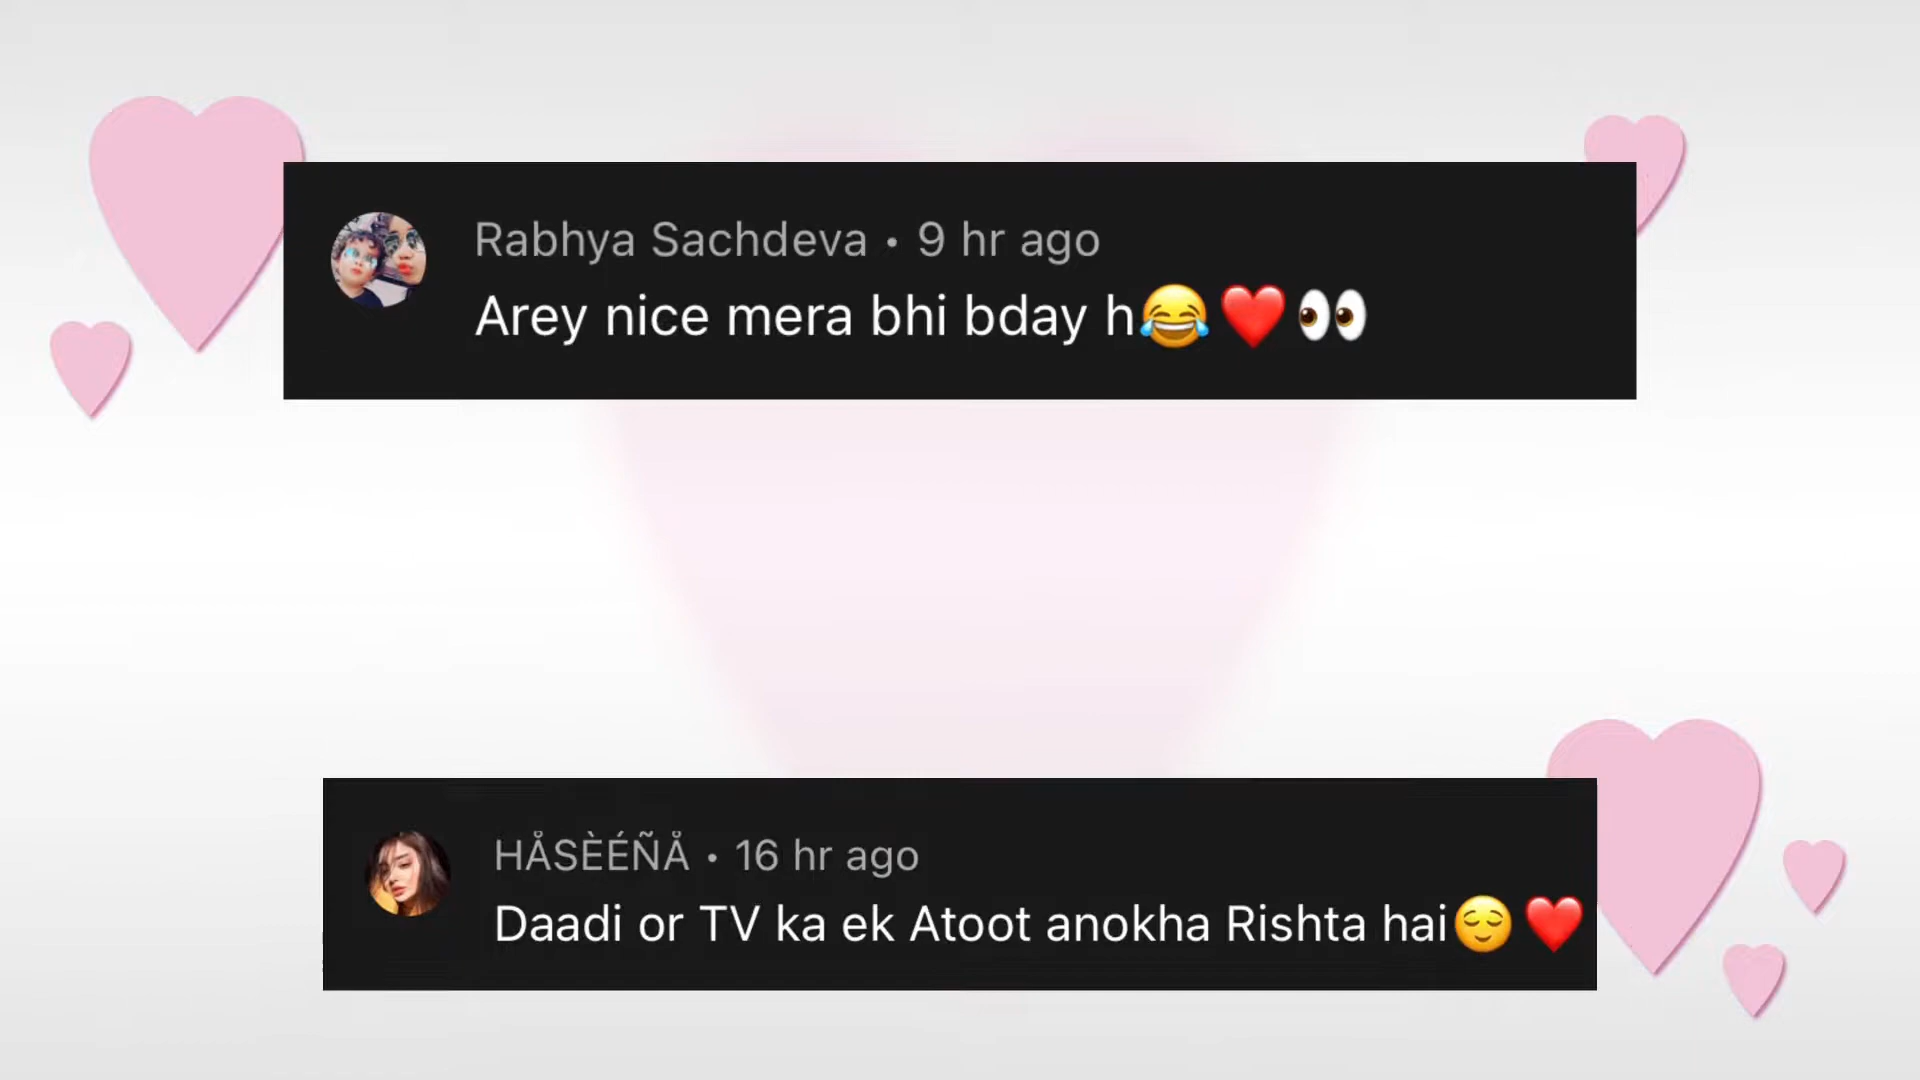 Rabhya Sachdeva • 9 hr ago
Arey nice mera bhi bday h😂❤️👀
HÅSÈÉÑÅ • 16 hr ago
Daadi or TV ka ek Atoot anokha Rishta hai😌❤️